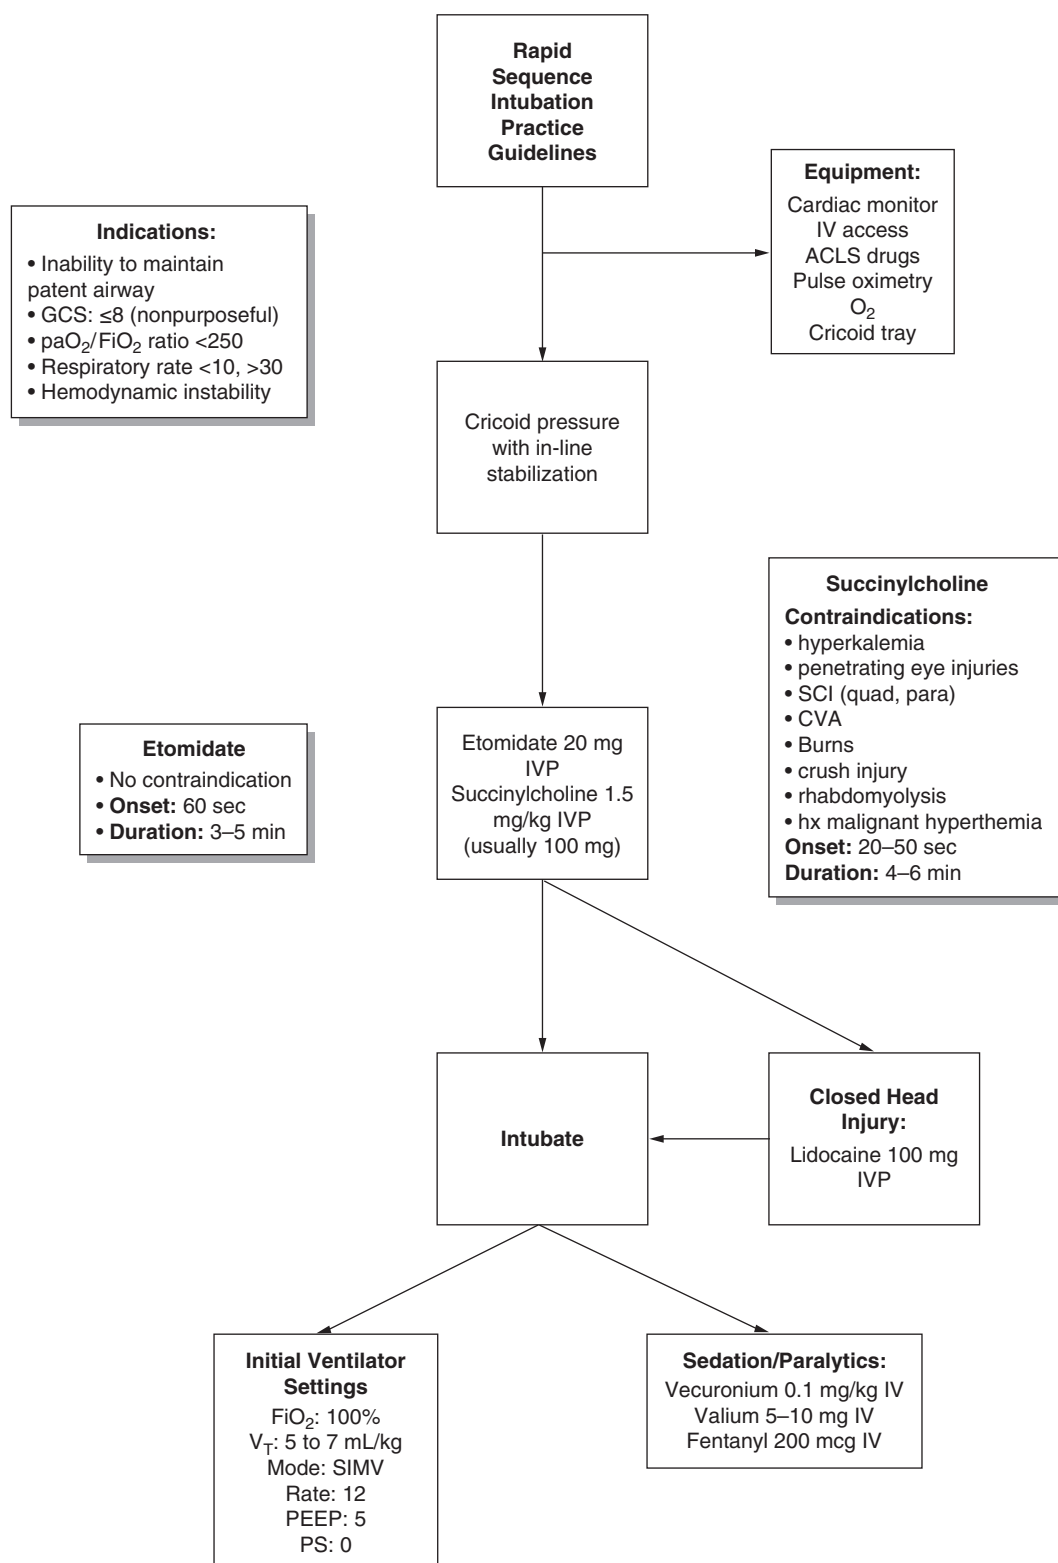 Rapid
Sequence
Intubation
Practice
Guidelines
Equipment:
Cardiac monitor
IV access
ACLS drugs
Pulse oximetry
O₂
Cricoid tray
Indications:
• Inability to maintain
patent airway
• GCS: ≤8 (nonpurposeful)
• paO₂/FiO₂ ratio <250
• Respiratory rate <10, >30
• Hemodynamic instability
Cricoid pressure
with in-line
stabilization
Succinylcholine
Contraindications:
• hyperkalemia
• penetrating eye injuries
• SCI (quad, para)
• CVA
• Burns
• crush injury
• rhabdomyolysis
• hx malignant hyperthemia
Onset: 20–50 sec
Duration: 4–6 min
Etomidate
• No contraindication
• Onset: 60 sec
• Duration: 3–5 min
Etomidate 20 mg
IVP
Succinylcholine 1.5
mg/kg IVP
(usually 100 mg)
Intubate
Closed Head
Injury:
Lidocaine 100 mg
IVP
Initial Ventilator
Settings
FiO₂: 100%
V_T: 5 to 7 mL/kg
Mode: SIMV
Rate: 12
PEEP: 5
PS: 0
Sedation/Paralytics:
Vecuronium 0.1 mg/kg IV
Valium 5–10 mg IV
Fentanyl 200 mcg IV